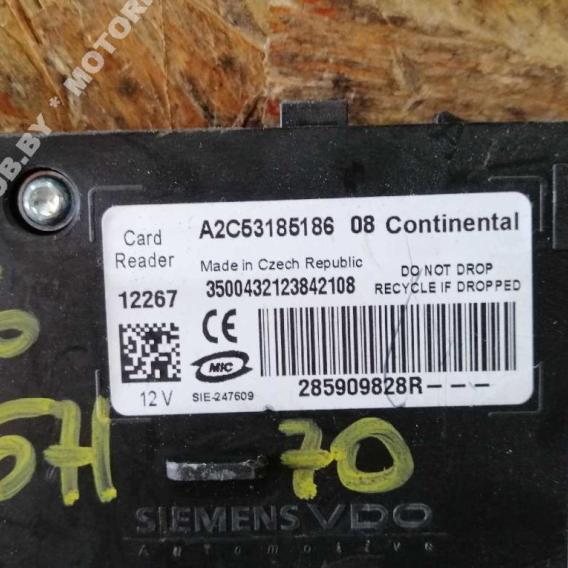 Card Reader
A2C53185186 08 Continental
Made in Czech Republic
DO NOT DROP
RECYCLE IF DROPPED
12267
3500432123842108
CE
MIC
12 V
SIE-247609
285909828R---
70
SIEMENS VDO
Automotive